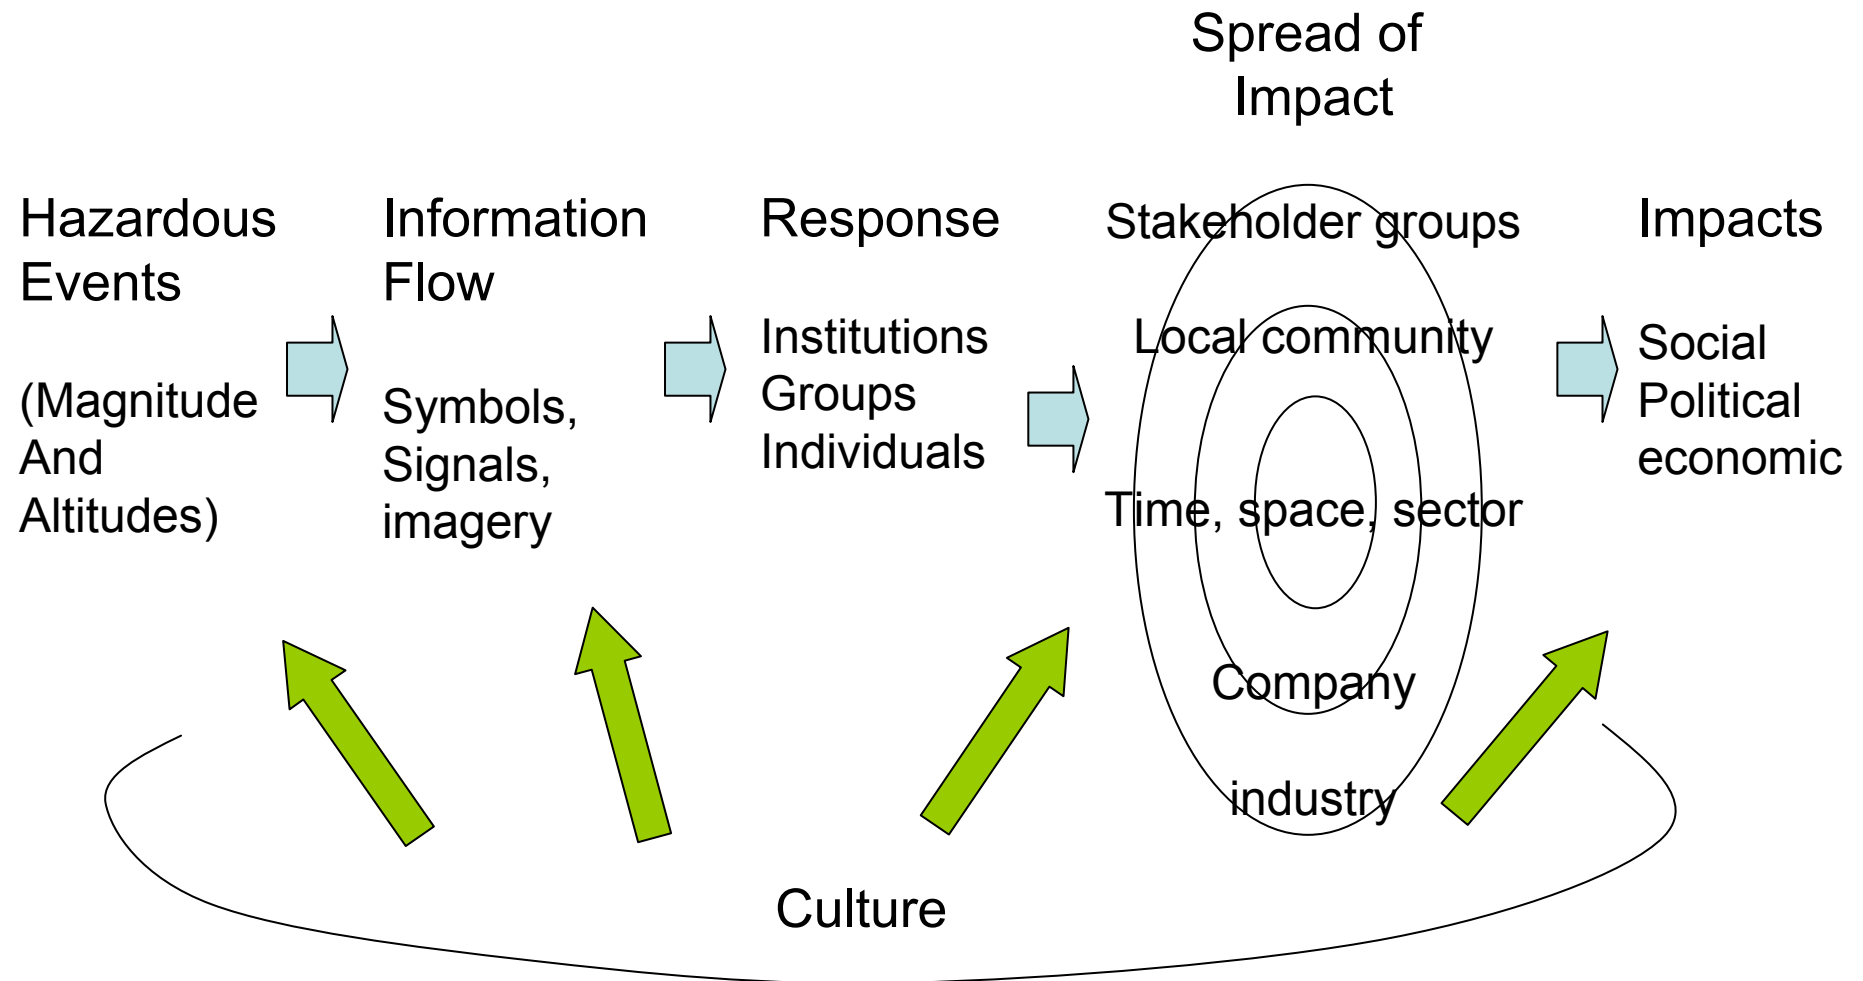 Hazardous
Events
(Magnitude
And
Altitudes)
Information
Flow
Symbols,
Signals,
imagery
Response
Institutions
Groups
Individuals
Spread of
Impact
Stakeholder groups
Local community
Time, space, sector
Company
industry
Impacts
Social
Political
economic
Culture